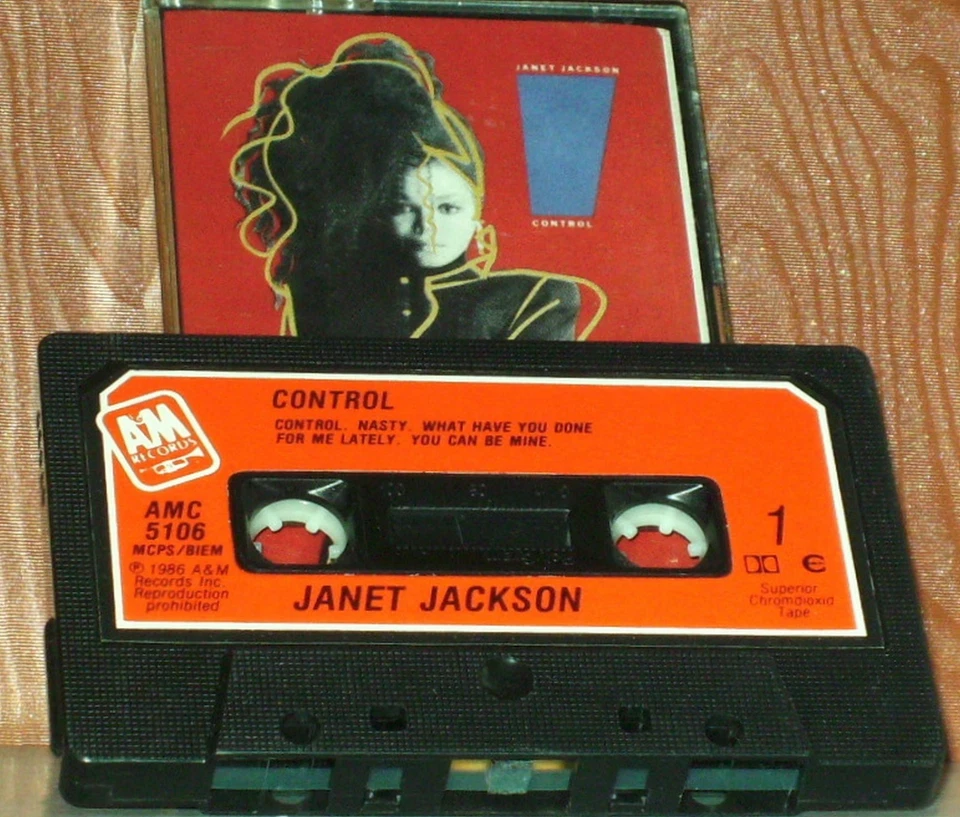 JANET JACKSON
CONTROL
CONTROL
CONTROL. NASTY. WHAT HAVE YOU DONE
FOR ME LATELY. YOU CAN BE MINE.
A&M
RECORDS
AMC
5106
MCPS/BIEM
℗ 1986 A&M
Records Inc.
Reproduction
prohibited
JANET JACKSON
1
Superior
Chromdioxid
Tape